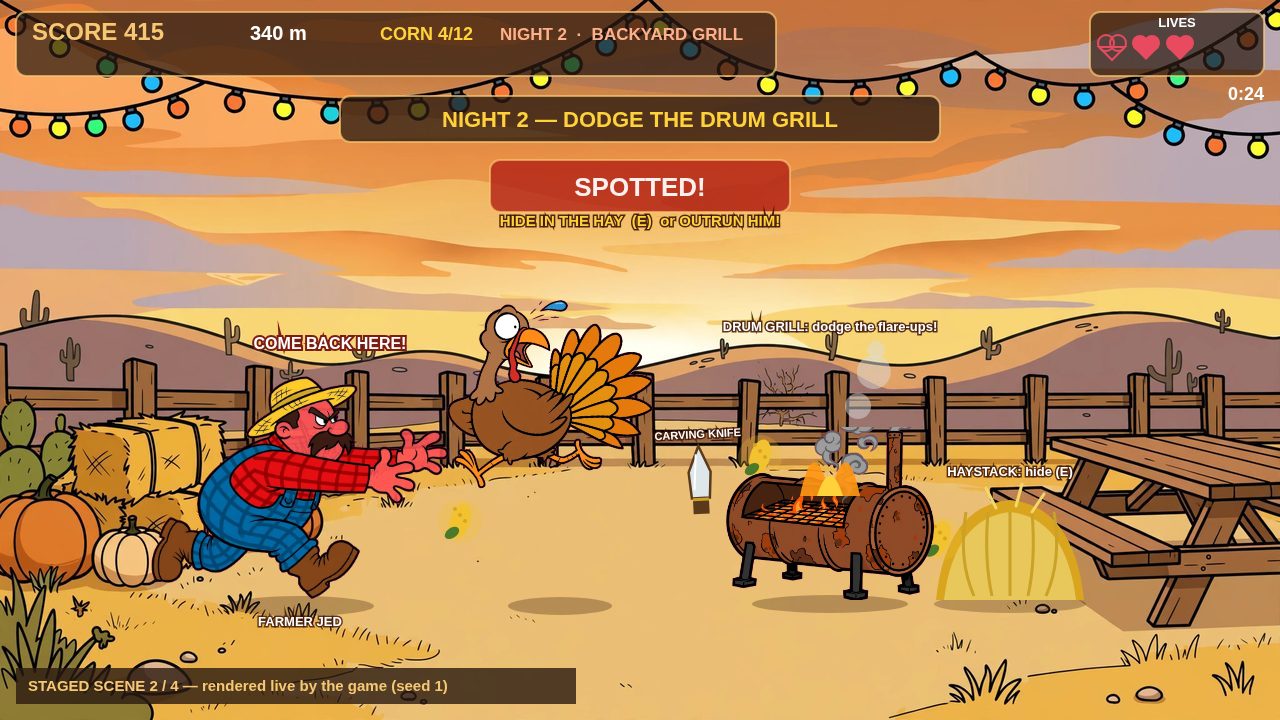 SCORE 415
340 m
CORN 4/12
NIGHT 2 · BACKYARD GRILL
LIVES
0:24
NIGHT 2 — DODGE THE DRUM GRILL
SPOTTED!
HIDE IN THE HAY (E) or OUTRUN HIM!
DRUM GRILL: dodge the flare-ups!
COME BACK HERE!
CARVING KNIFE
HAYSTACK: hide (E)
FARMER JED
STAGED SCENE 2 / 4 — rendered live by the game (seed 1)